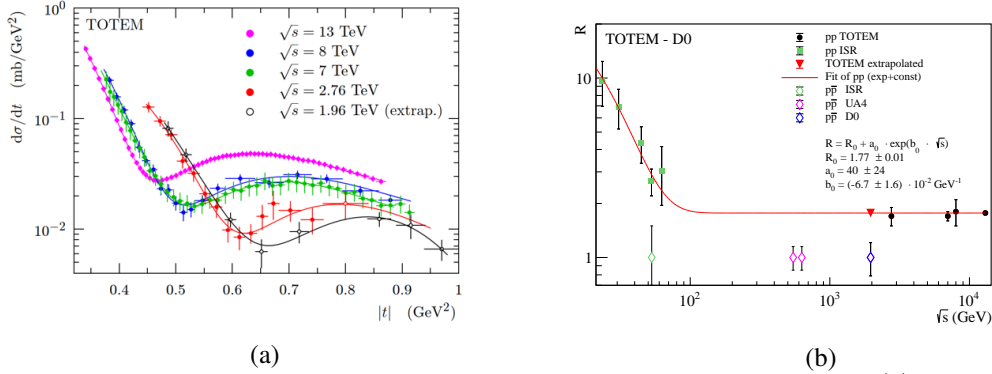 TOTEM
dσ/dt (mb/GeV²)
√s = 13 TeV
√s = 8 TeV
√s = 7 TeV
√s = 2.76 TeV
√s = 1.96 TeV (extrap.)
10⁻¹
10⁻²
0.4 0.5 0.6 0.7 0.8 0.9 1
|t| (GeV²)
(a)
R
TOTEM - D0
pp TOTEM
pp ISR
TOTEM extrapolated
Fit of pp (exp+const)
pp̅ ISR
pp̅ UA4
pp̅ D0
R = R₀ + a₀ · exp(b₀ · √s)
R₀ = 1.77 ± 0.01
a₀ = 40 ± 24
b₀ = (-6.7 ± 1.6) · 10⁻² GeV⁻¹
10
1
10² 10³ 10⁴
√s (GeV)
(b)